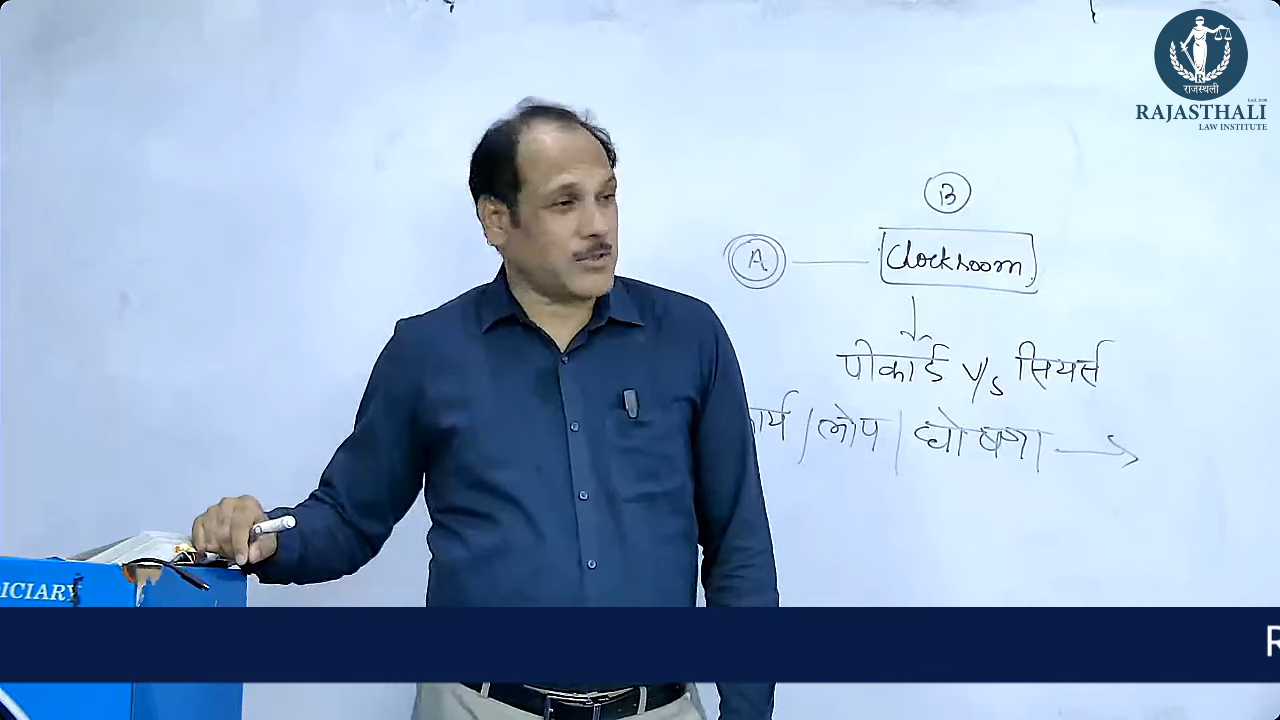 राजस्थली
RAJASTHALI
LAW INSTITUTE
B
A
Clockroom
पीकार्ड v/s सियर्स
कार्य / लोप / घोषणा →
ICIARY
R